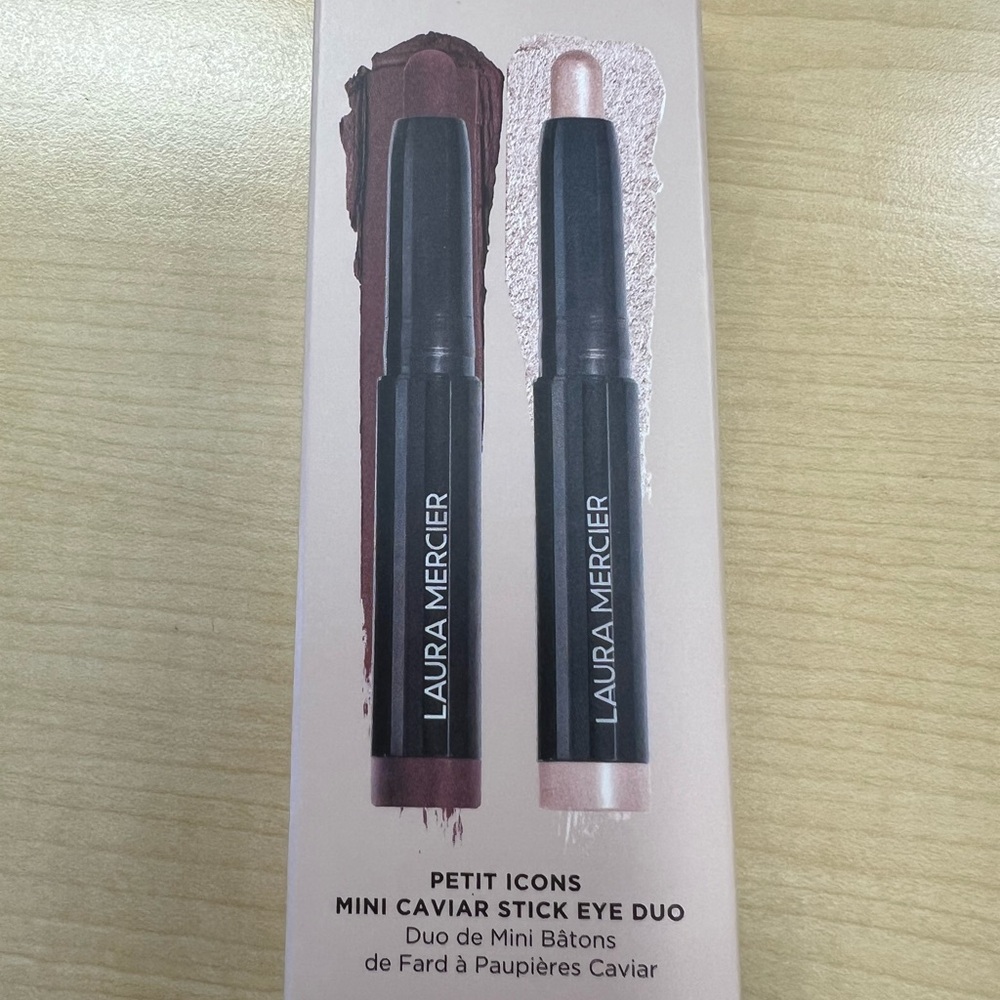 LAURA MERCIER
LAURA MERCIER
PETIT ICONS
MINI CAVIAR STICK EYE DUO
Duo de Mini Bâtons
de Fard à Paupières Caviar